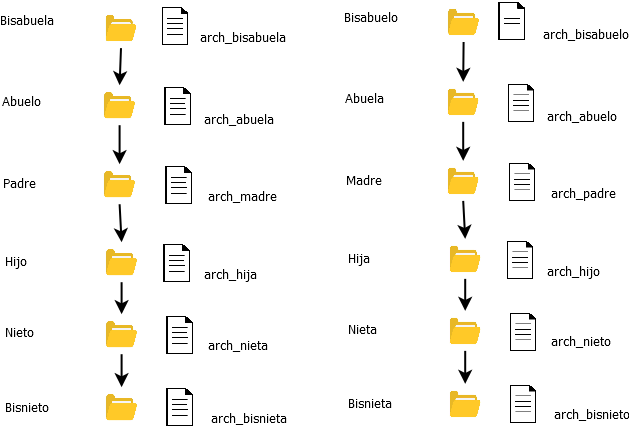 Bisabuela
arch_bisabuela
Abuelo
arch_abuela
Padre
arch_madre
Hijo
arch_hija
Nieto
arch_nieta
Bisnieto
arch_bisnieta
Bisabuelo
arch_bisabuelo
Abuela
arch_abuelo
Madre
arch_padre
Hija
arch_hijo
Nieta
arch_nieto
Bisnieta
arch_bisnieto